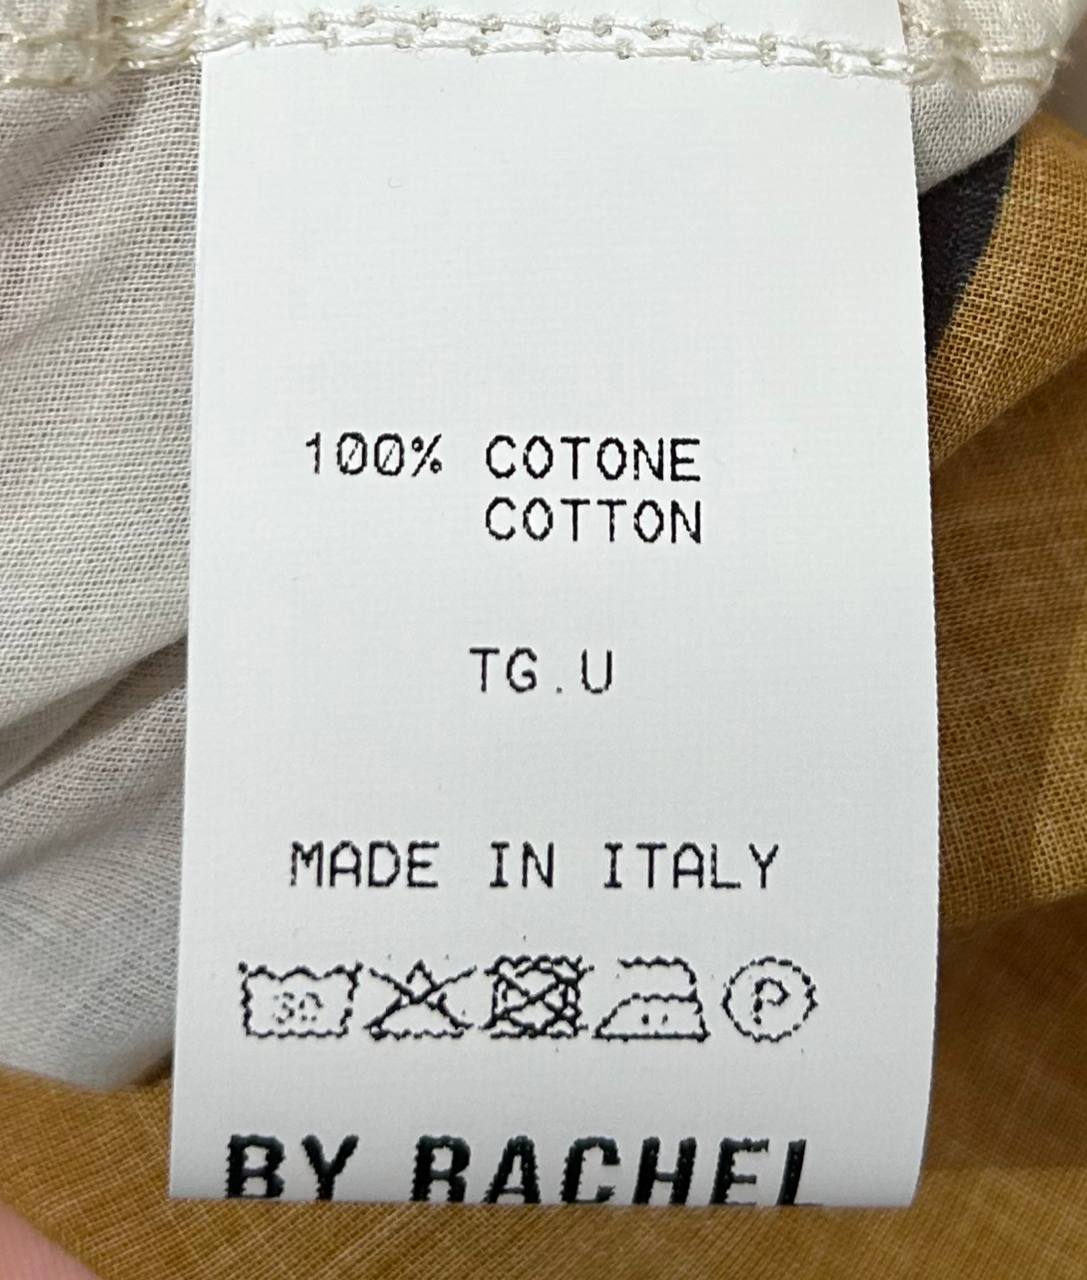 100% COTONE
COTTON
TG.U
MADE IN ITALY
30 P
BY RACHEL